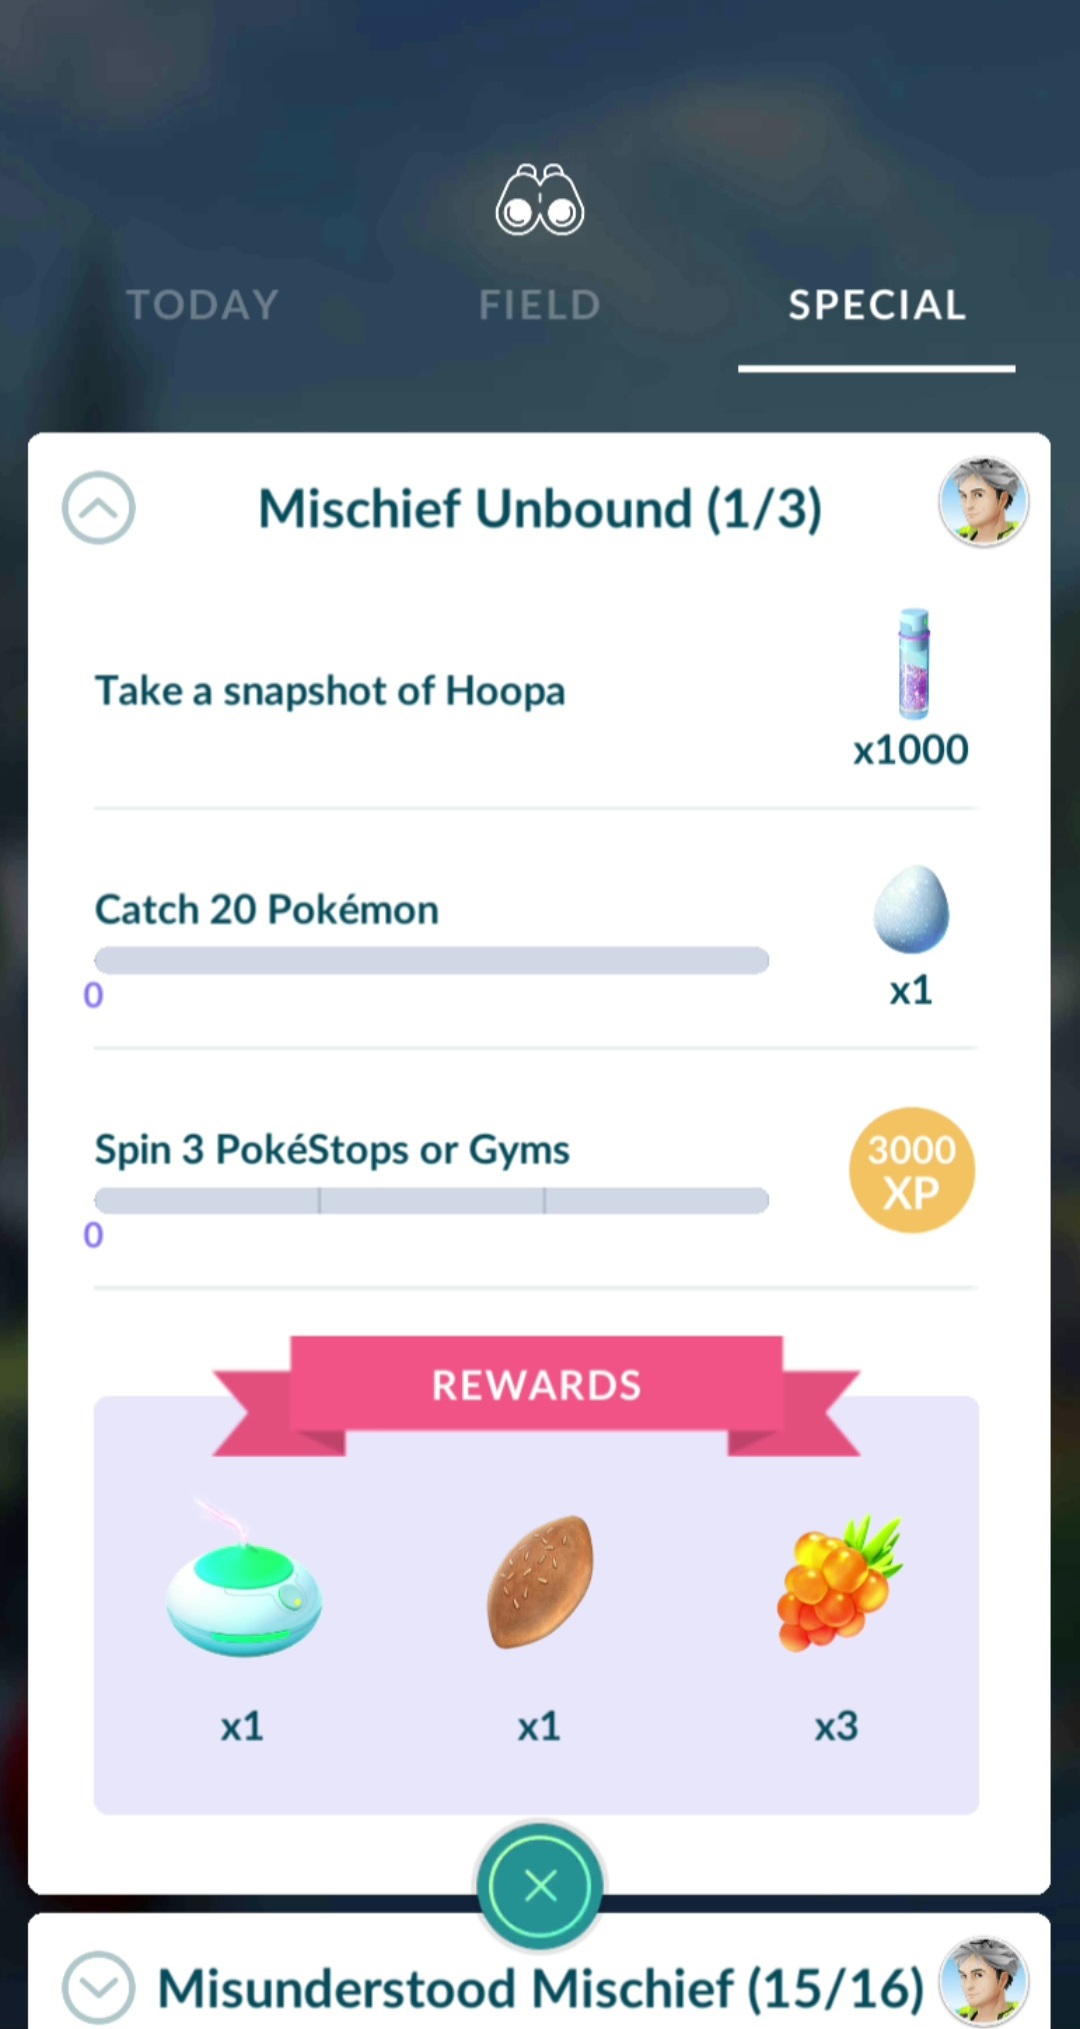 TODAY
FIELD
SPECIAL
Mischief Unbound (1/3)
Take a snapshot of Hoopa
x1000
Catch 20 Pokémon
0
x1
Spin 3 PokéStops or Gyms
0
3000
XP
REWARDS
x1
x1
x3
Misunderstood Mischief (15/16)